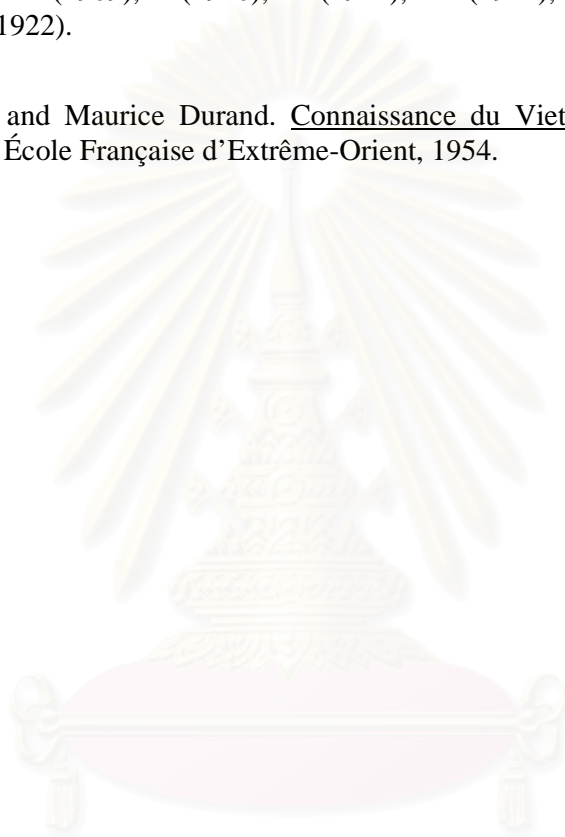 1922).
and Maurice Durand. Connaissance du Viet
École Française d’Extrême-Orient, 1954.